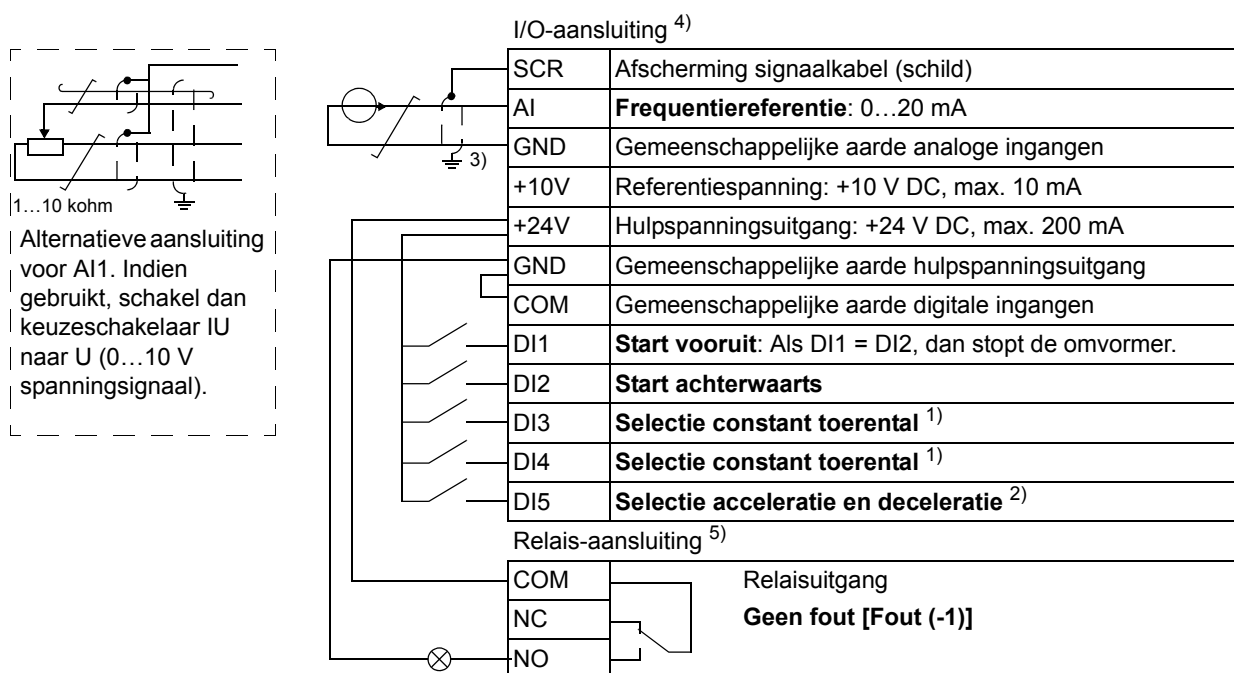 I/O-aansluiting 4)
SCR Afscherming signaalkabel (schild)
AI Frequentiereferentie: 0…20 mA
GND Gemeenschappelijke aarde analoge ingangen
3)
+10V Referentiespanning: +10 V DC, max. 10 mA
+24V Hulpspanningsuitgang: +24 V DC, max. 200 mA
GND Gemeenschappelijke aarde hulpspanningsuitgang
COM Gemeenschappelijke aarde digitale ingangen
DI1 Start vooruit: Als DI1 = DI2, dan stopt de omvormer.
DI2 Start achterwaarts
DI3 Selectie constant toerental 1)
DI4 Selectie constant toerental 1)
DI5 Selectie acceleratie en deceleratie 2)
Relais-aansluiting 5)
COM Relaisuitgang
NC Geen fout [Fout (-1)]
NO
1…10 kohm
Alternatieve aansluiting
voor AI1. Indien
gebruikt, schakel dan
keuzeschakelaar IU
naar U (0…10 V
spanningsignaal).